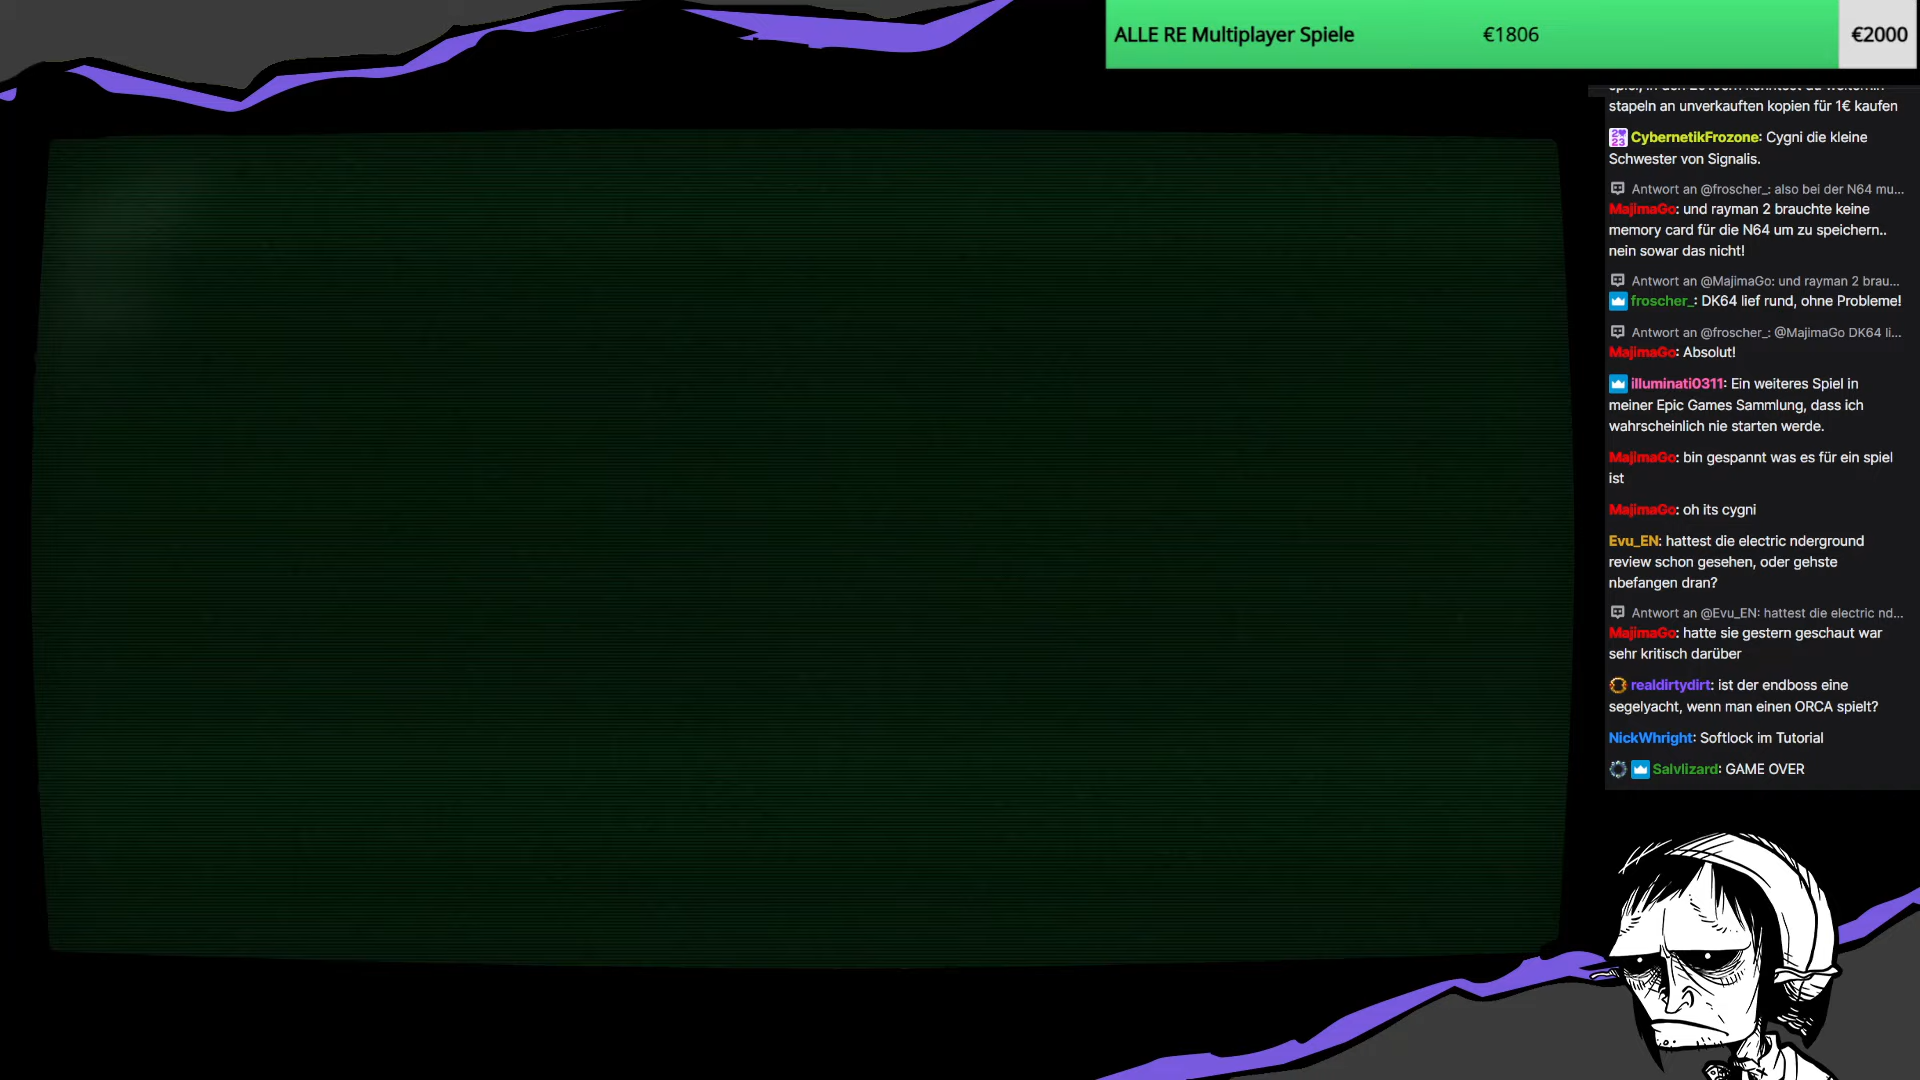 ALLE RE Multiplayer Spiele €1806 €2000
stapeln an unverkauften kopien für 1€ kaufen
CybernetikFrozone: Cygni die kleine
Schwester von Signalis.
Antwort an @froscher_: also bei der N64 mu...
MajimaGo: und rayman 2 brauchte keine
memory card für die N64 um zu speichern..
nein sowar das nicht!
Antwort an @MajimaGo: und rayman 2 brau...
froscher_: DK64 lief rund, ohne Probleme!
Antwort an @froscher_: @MajimaGo DK64 li...
MajimaGo: Absolut!
illuminati0311: Ein weiteres Spiel in
meiner Epic Games Sammlung, dass ich
wahrscheinlich nie starten werde.
MajimaGo: bin gespannt was es für ein spiel
ist
MajimaGo: oh its cygni
Evu_EN: hattest die electric nderground
review schon gesehen, oder gehste
nbefangen dran?
Antwort an @Evu_EN: hattest die electric nd...
MajimaGo: hatte sie gestern geschaut war
sehr kritisch darüber
realdirtydirt: ist der endboss eine
segelyacht, wenn man einen ORCA spielt?
NickWhright: Softlock im Tutorial
Salvlizard: GAME OVER